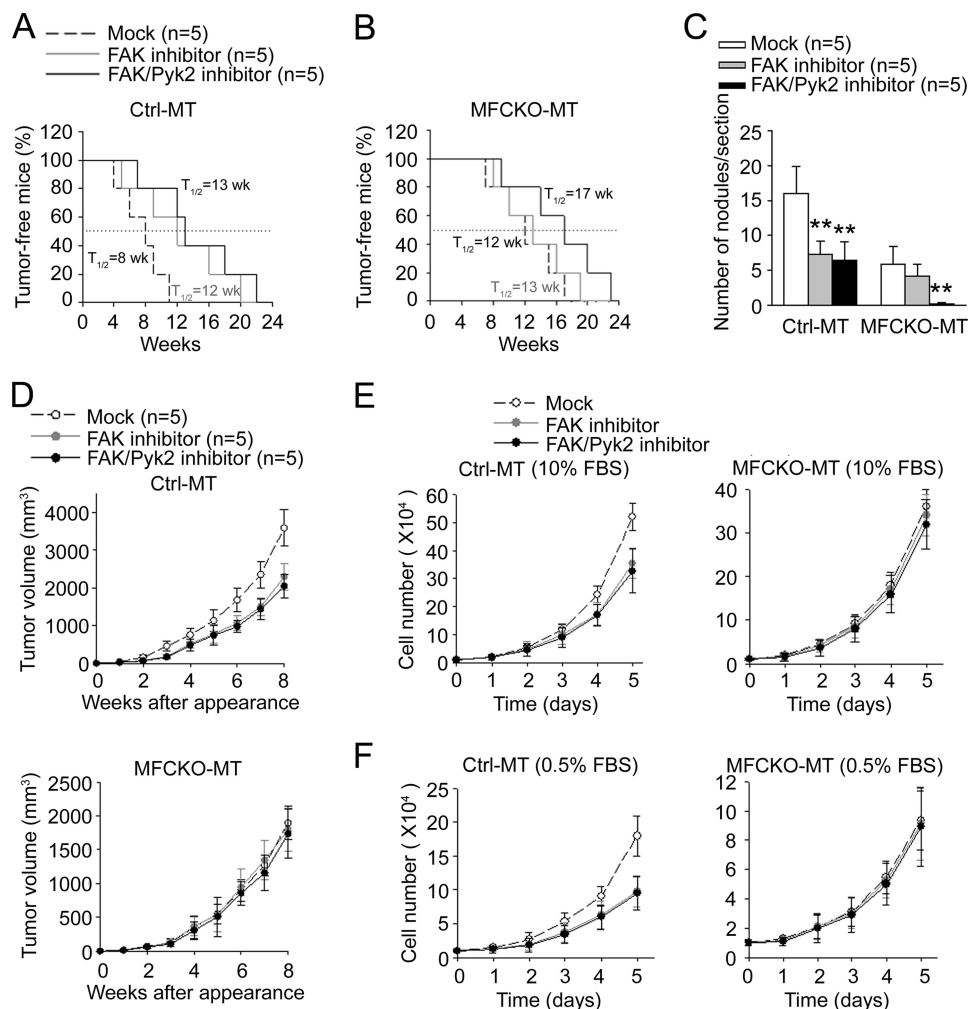 A
Mock (n=5)
FAK inhibitor (n=5)
FAK/Pyk2 inhibitor (n=5)
Ctrl-MT
Tumor-free mice (%)
120
100
80
60
40
20
0
T1/2=13 wk
T1/2=8 wk
T1/2=12 wk
0 4 8 12 16 20 24
Weeks
B
MFCKO-MT
Tumor-free mice (%)
120
100
80
60
40
20
0
T1/2=17 wk
T1/2=12 wk
T1/2=13 wk
0 4 8 12 16 20 24
Weeks
C
Mock (n=5)
FAK inhibitor (n=5)
FAK/Pyk2 inhibitor (n=5)
Number of nodules/section
25
20
15
10
5
0
** **
**
Ctrl-MT MFCKO-MT
D
Mock (n=5)
FAK inhibitor (n=5)
FAK/Pyk2 inhibitor (n=5)
Ctrl-MT
Tumor volume (mm3)
4000
3000
2000
1000
0
0 2 4 6 8
Weeks after appearance
MFCKO-MT
Tumor volume (mm3)
2500
2000
1500
1000
500
0
0 2 4 6 8
Weeks after appearance
E
Mock
FAK inhibitor
FAK/Pyk2 inhibitor
Ctrl-MT (10% FBS)
Cell number ( X104)
60
50
40
30
20
10
0
0 1 2 3 4 5
Time (days)
MFCKO-MT (10% FBS)
40
30
20
10
0
0 1 2 3 4 5
Time (days)
F
Ctrl-MT (0.5% FBS)
Cell number ( X104)
25
20
15
10
5
0
0 1 2 3 4 5
Time (days)
MFCKO-MT (0.5% FBS)
12
10
8
6
4
2
0
0 1 2 3 4 5
Time (days)